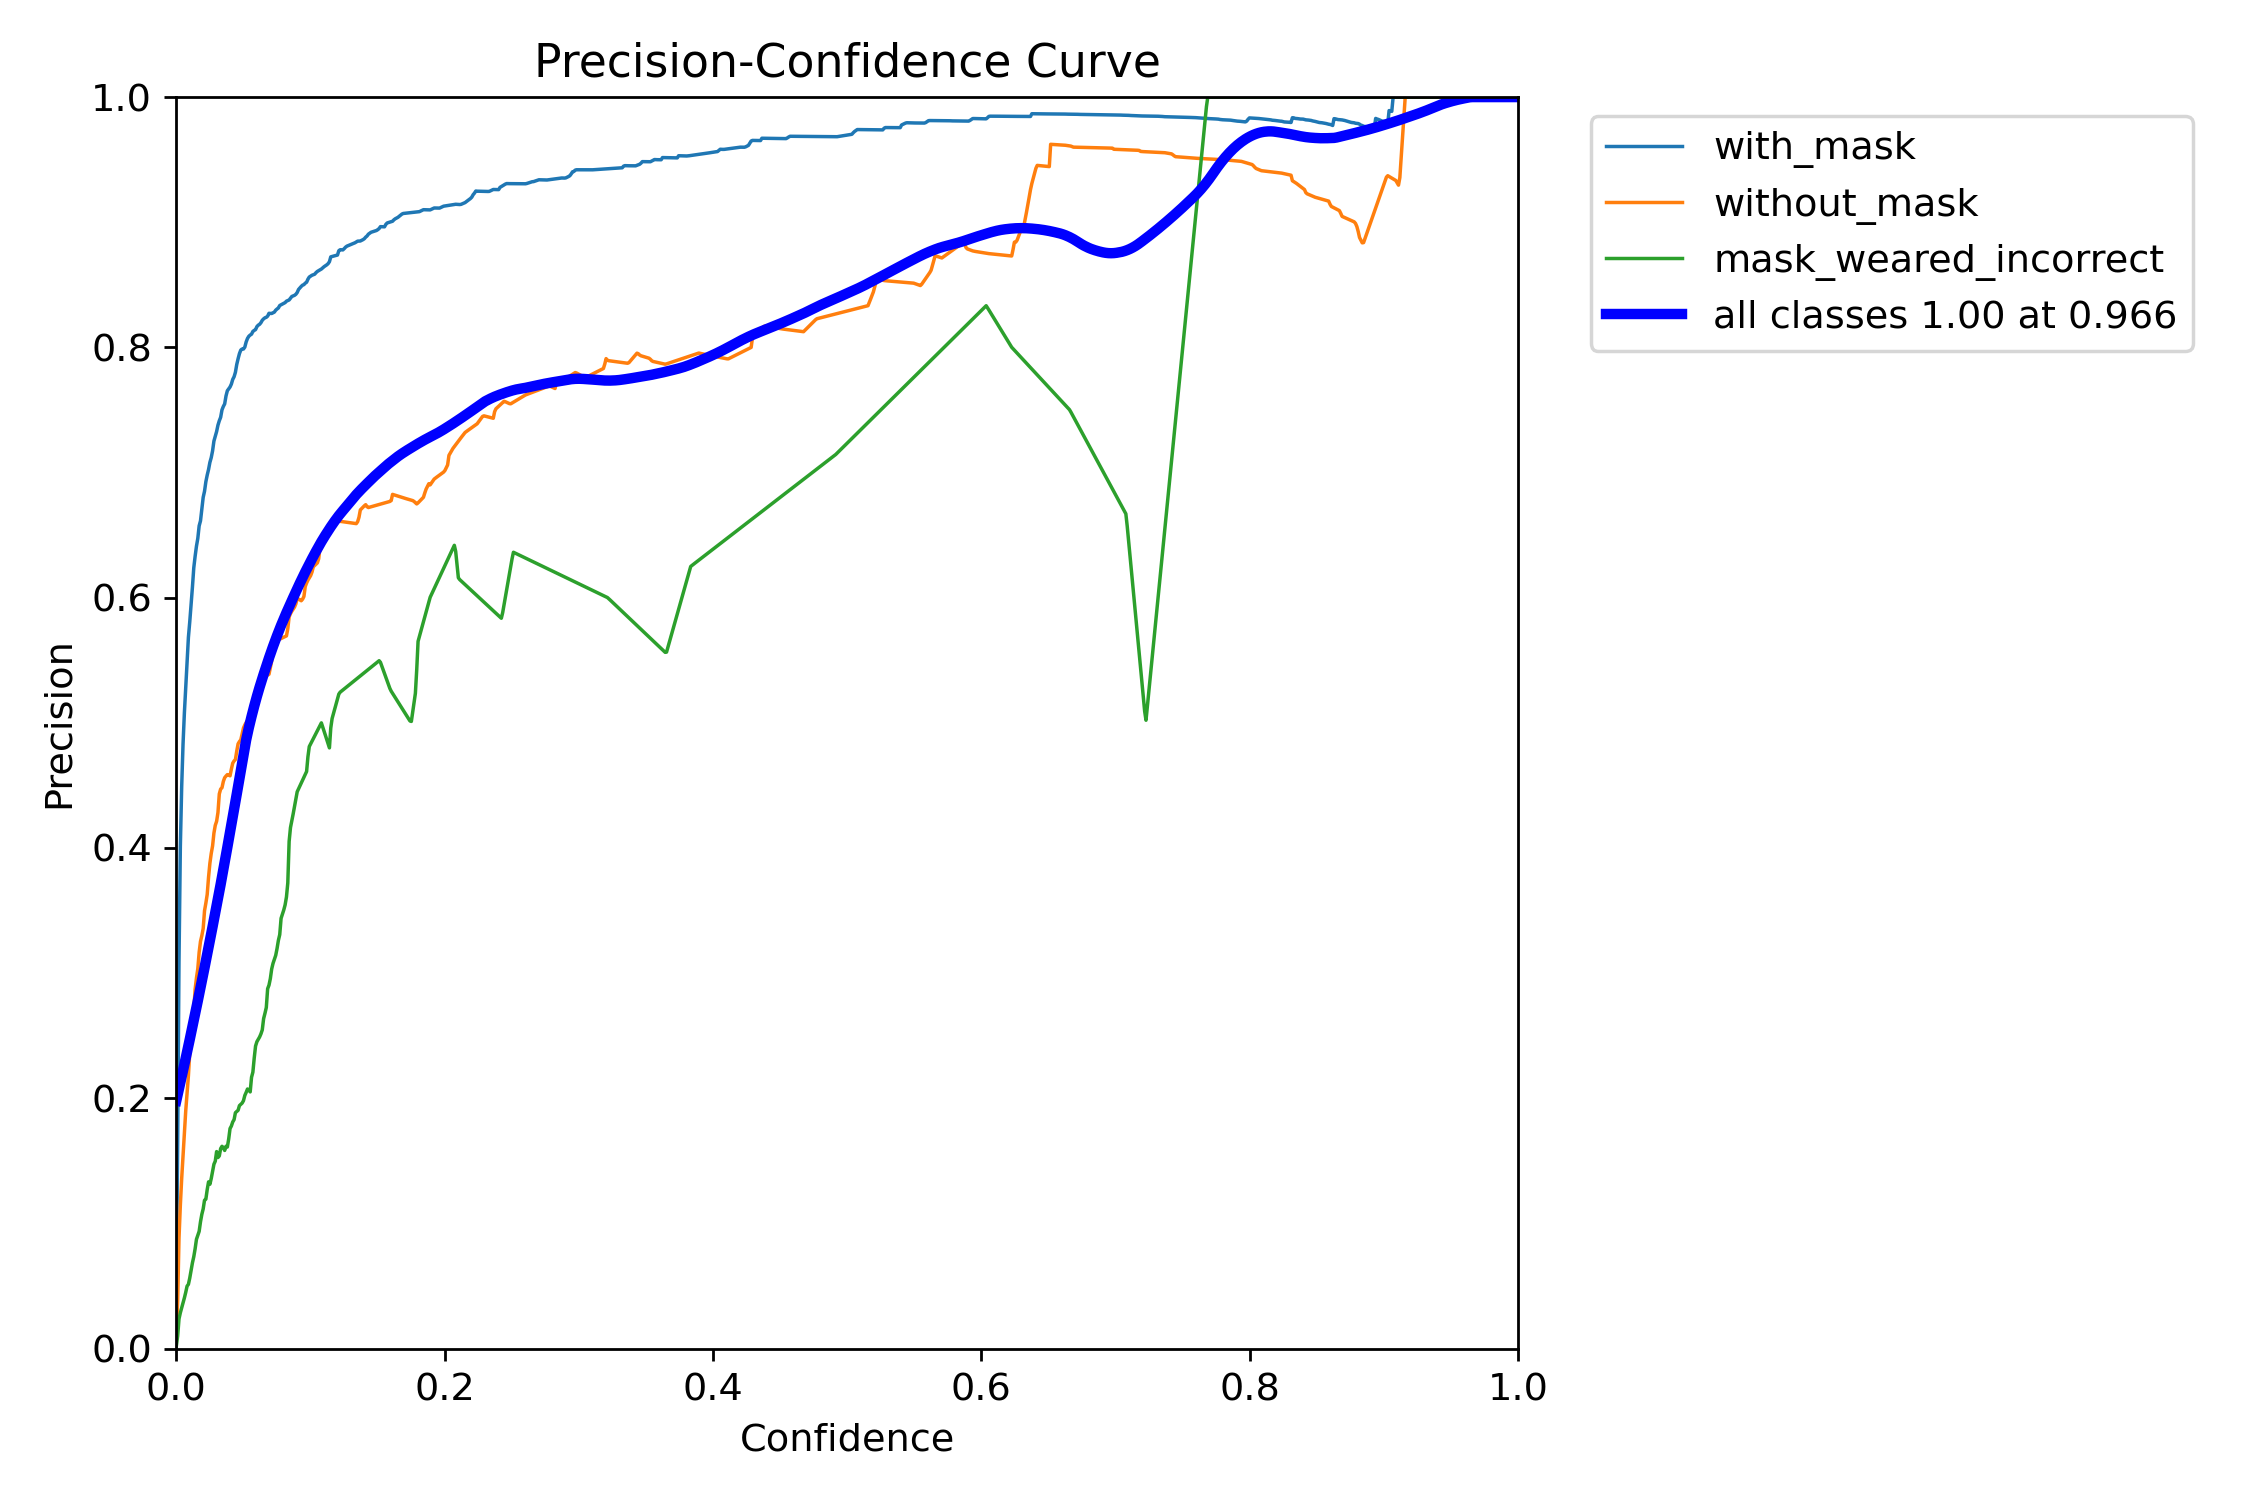 Precision-Confidence Curve
1.0
0.8
0.6
0.4
0.2
0.0
Precision
0.0 0.2 0.4 0.6 0.8 1.0
Confidence
with_mask
without_mask
mask_weared_incorrect
all classes 1.00 at 0.966